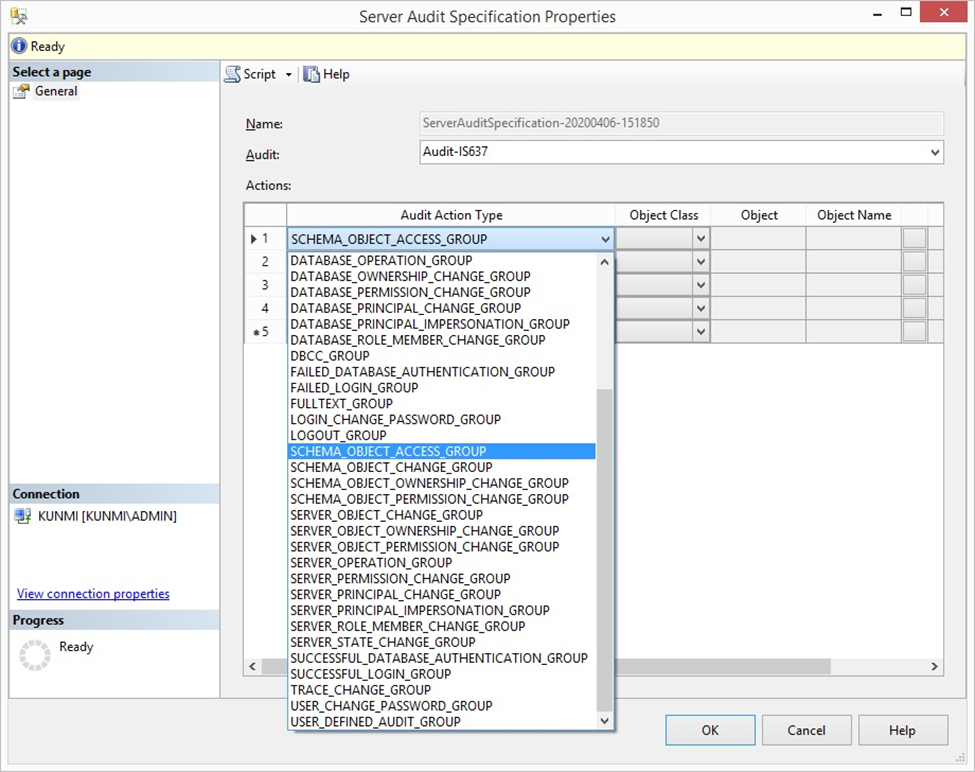 Server Audit Specification Properties
Ready
Select a page
General
Script Help
Name: ServerAuditSpecification-20200406-151850
Audit: Audit-IS637
Actions:
Audit Action Type Object Class Object Object Name
1 SCHEMA_OBJECT_ACCESS_GROUP
2
3
4
5
DATABASE_OPERATION_GROUP
DATABASE_OWNERSHIP_CHANGE_GROUP
DATABASE_PERMISSION_CHANGE_GROUP
DATABASE_PRINCIPAL_CHANGE_GROUP
DATABASE_PRINCIPAL_IMPERSONATION_GROUP
DATABASE_ROLE_MEMBER_CHANGE_GROUP
DBCC_GROUP
FAILED_DATABASE_AUTHENTICATION_GROUP
FAILED_LOGIN_GROUP
FULLTEXT_GROUP
LOGIN_CHANGE_PASSWORD_GROUP
LOGOUT_GROUP
SCHEMA_OBJECT_ACCESS_GROUP
SCHEMA_OBJECT_CHANGE_GROUP
SCHEMA_OBJECT_OWNERSHIP_CHANGE_GROUP
SCHEMA_OBJECT_PERMISSION_CHANGE_GROUP
SERVER_OBJECT_CHANGE_GROUP
SERVER_OBJECT_OWNERSHIP_CHANGE_GROUP
SERVER_OBJECT_PERMISSION_CHANGE_GROUP
SERVER_OPERATION_GROUP
SERVER_PERMISSION_CHANGE_GROUP
SERVER_PRINCIPAL_CHANGE_GROUP
SERVER_PRINCIPAL_IMPERSONATION_GROUP
SERVER_ROLE_MEMBER_CHANGE_GROUP
SERVER_STATE_CHANGE_GROUP
SUCCESSFUL_DATABASE_AUTHENTICATION_GROUP
SUCCESSFUL_LOGIN_GROUP
TRACE_CHANGE_GROUP
USER_CHANGE_PASSWORD_GROUP
USER_DEFINED_AUDIT_GROUP
Connection
KUNMI [KUNMI\ADMIN]
View connection properties
Progress
Ready
OK Cancel Help